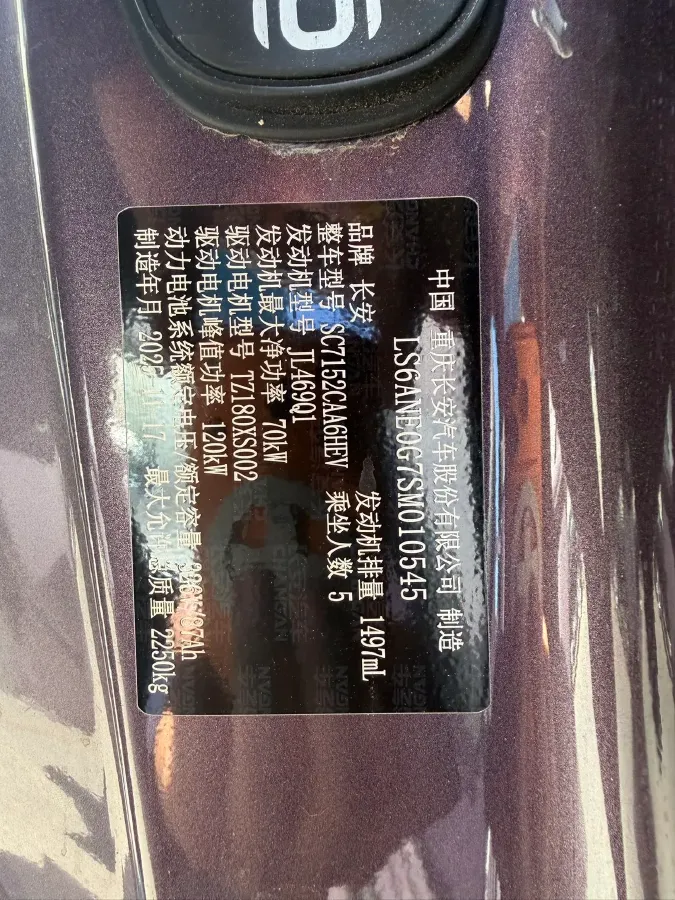 中国 重庆长安汽车股份有限公司 制造
LS6ANE0G7SM010545
品牌 长安 发动机排量 1497mL
整车型号 SC7152CAA6HEV 乘坐人数 5
发动机型号 JL469Q1
发动机最大净功率 70kW
驱动电机型号 TZ180XS002
驱动电机峰值功率 120kW
动力电池系统额定电压/额定容量
制造年月 最大允许总质量 2250kg